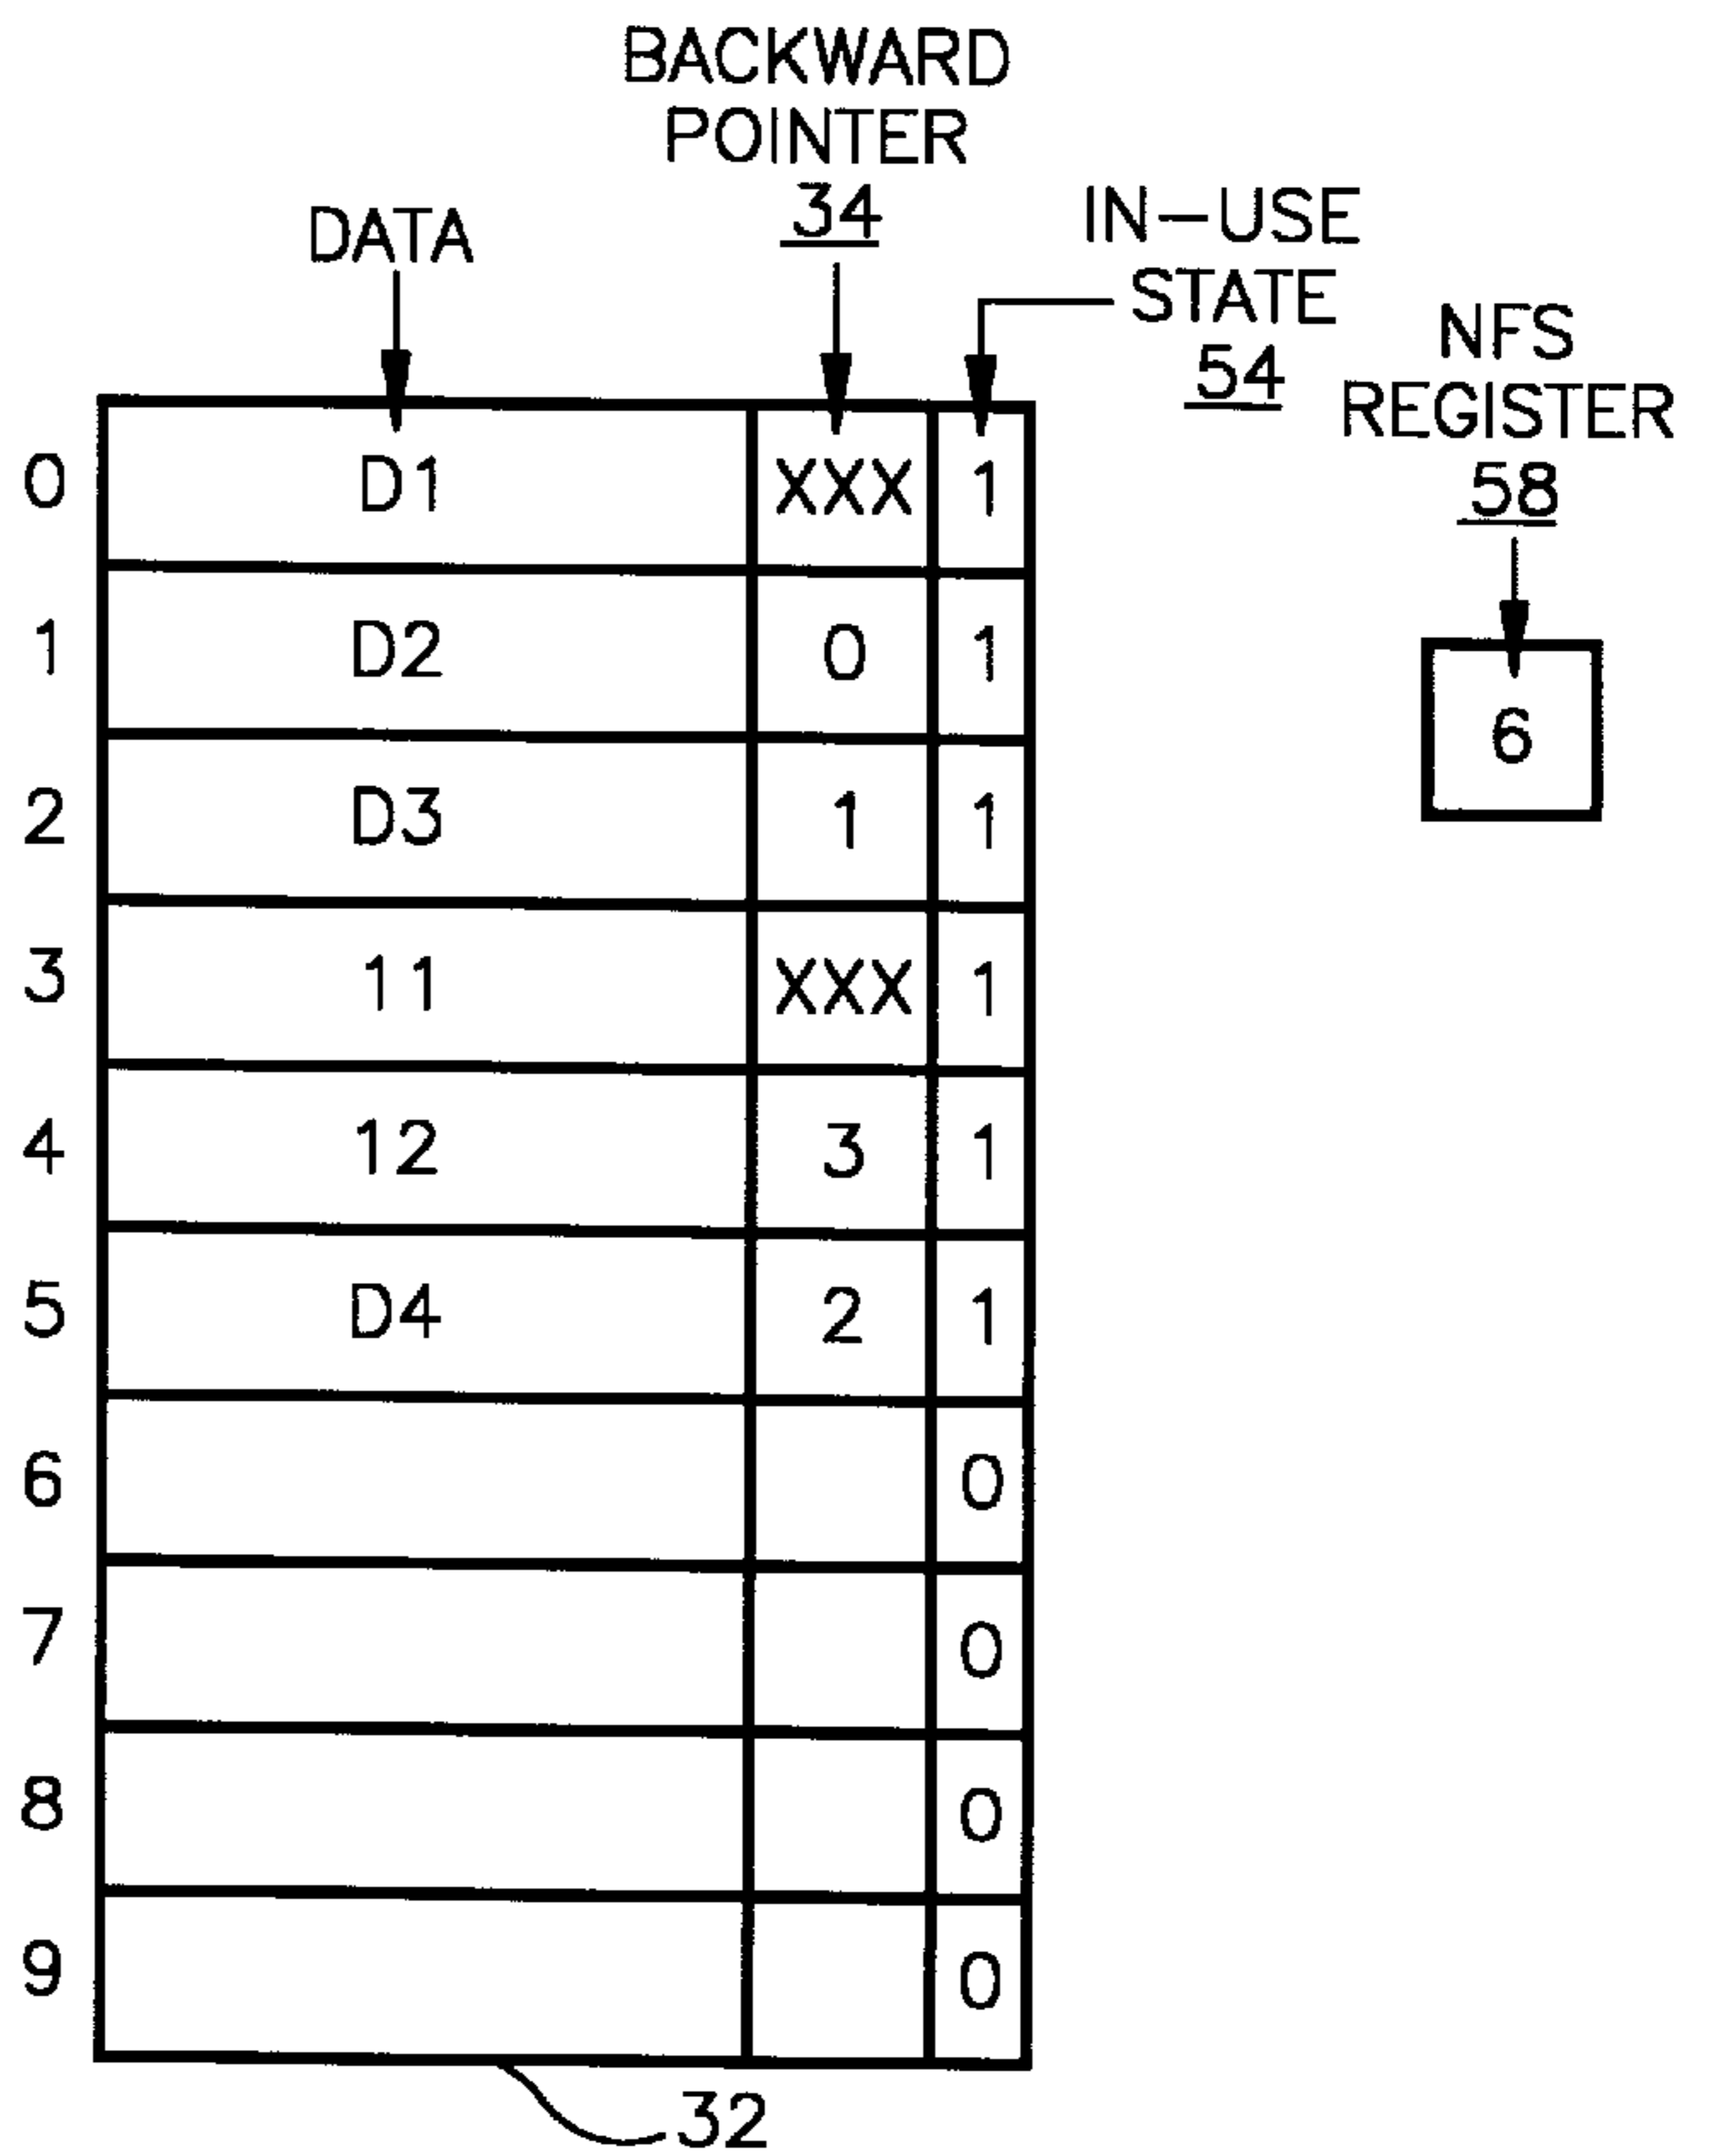 BACKWARD
POINTER
34
DATA
IN-USE
STATE
54
NFS
REGISTER
58
0 D1 XXX 1
1 D2 0 1
6
2 D3 1 1
3 11 XXX 1
4 12 3 1
5 D4 2 1
6 0
7 0
8 0
9 0
32